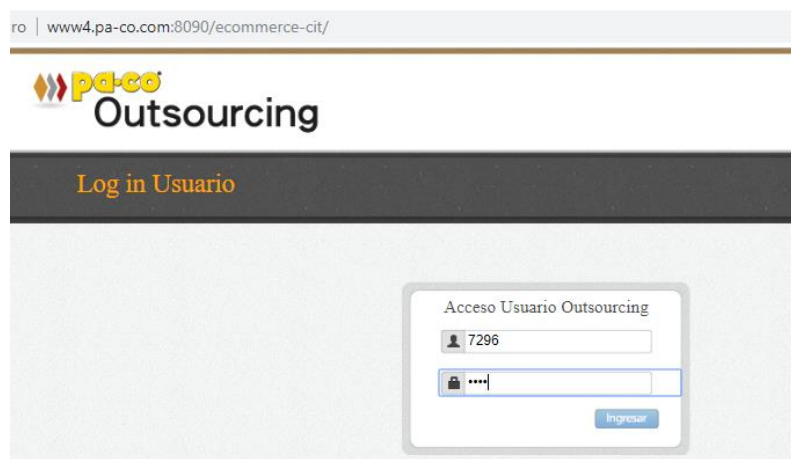 ro | www4.pa-co.com:8090/ecommerce-cit/
pa-co
Outsourcing
Log in Usuario
Acceso Usuario Outsourcing
7296
••••
Ingresar